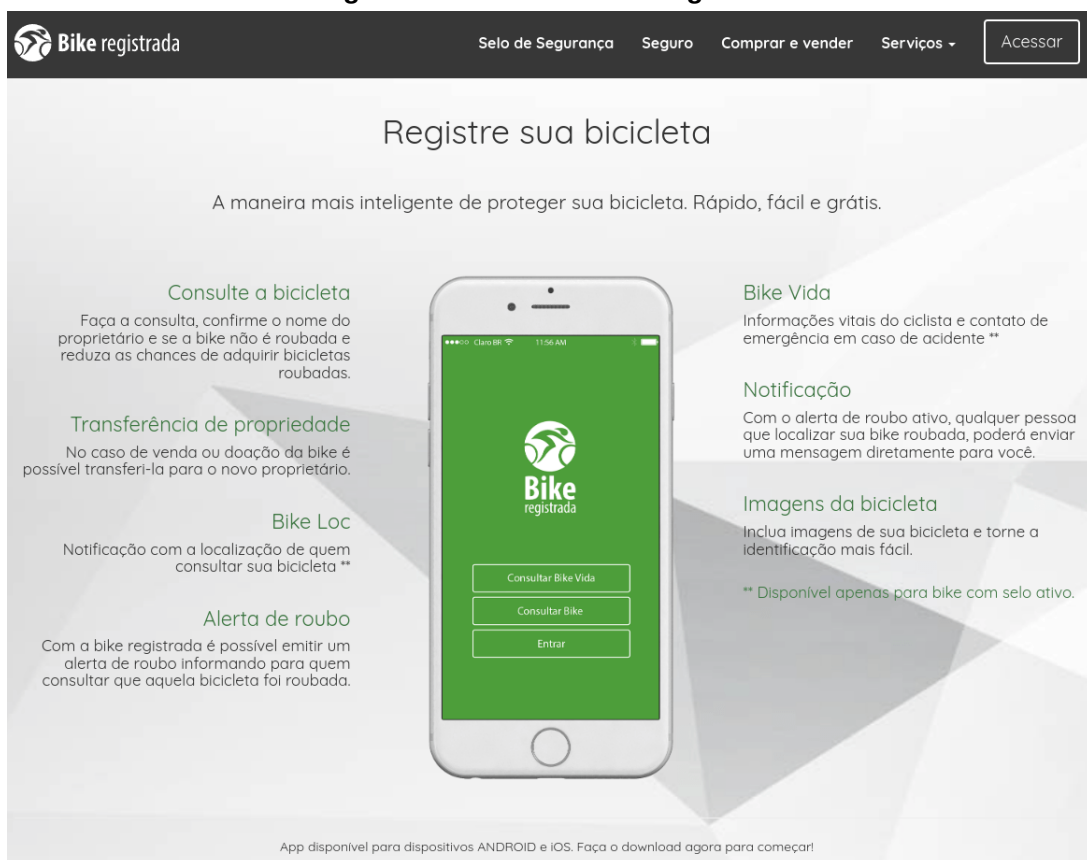 Bike registrada
Selo de Segurança Seguro Comprar e vender Serviços Acessar
Registre sua bicicleta
A maneira mais inteligente de proteger sua bicicleta. Rápido, fácil e grátis.
Consulte a bicicleta
Faça a consulta, confirme o nome do
proprietário e se a bike não é roubada e
reduza as chances de adquirir bicicletas
roubadas.
Transferência de propriedade
No caso de venda ou doação da bike é
possível transferi-la para o novo proprietário.
Bike Loc
Notificação com a localização de quem
consultar sua bicicleta **
Alerta de roubo
Com a bike registrada é possível emitir um
alerta de roubo informando para quem
consultar que aquela bicicleta foi roubada.
Claro BR 11:56 AM
Bike
registrada
Consultar Bike Vida
Consultar Bike
Entrar
Bike Vida
Informações vitais do ciclista e contato de
emergência em caso de acidente **
Notificação
Com o alerta de roubo ativo, qualquer pessoa
que localizar sua bike roubada, poderá enviar
uma mensagem diretamente para você.
Imagens da bicicleta
Inclua imagens de sua bicicleta e torne a
identificação mais fácil.
** Disponível apenas para bike com selo ativo.
App disponível para dispositivos ANDROID e iOS. Faça o download agora para começar!